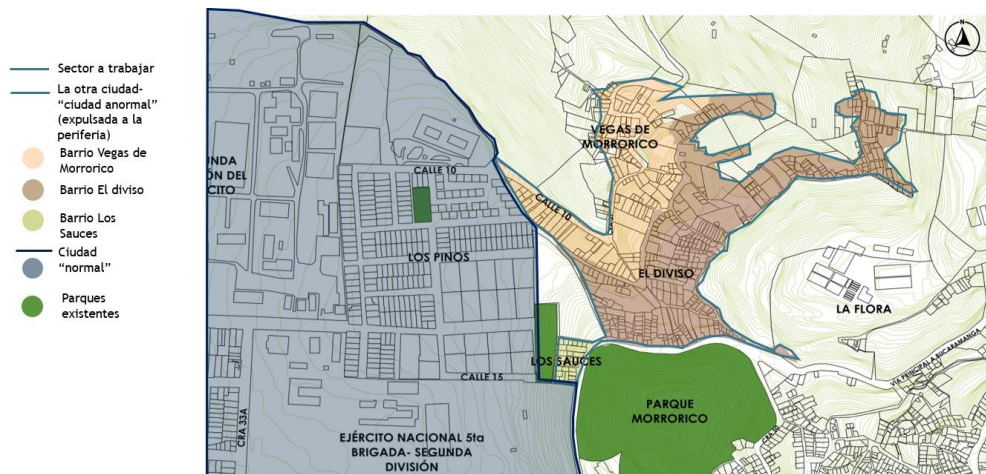 Sector a trabajar
La otra ciudad-
“ciudad anormal”
(expulsada a la
periferia)
Barrio Vegas de
Morrorico
Barrio El diviso
Barrio Los
Sauces
Ciudad
“normal”
Parques
existentes
N
VEGAS DE
MORRORICO
UNDA
ÓN DEL
CITO
CALLE 10
CALLE 10
LOS PINOS
EL DIVISO
LA FLORA
VIA PRINCIPAL A BUCARAMANGA
LOS SAUCES
CALLE 15
CRA 33A
PARQUE
MORRORICO
EJÉRCITO NACIONAL 5ta
BRIGADA- SEGUNDA
DIVISIÓN